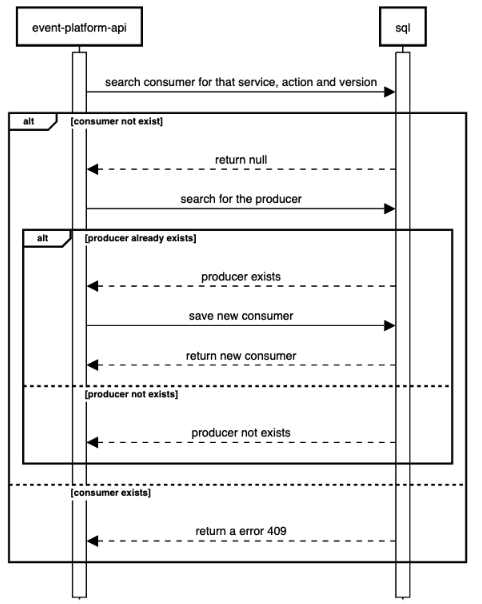 event-platform-api
sql
search consumer for that service, action and version
alt
[consumer not exist]
return null
search for the producer
alt
[producer already exists]
producer exists
save new consumer
return new consumer
[producer not exists]
producer not exists
[consumer exists]
return a error 409